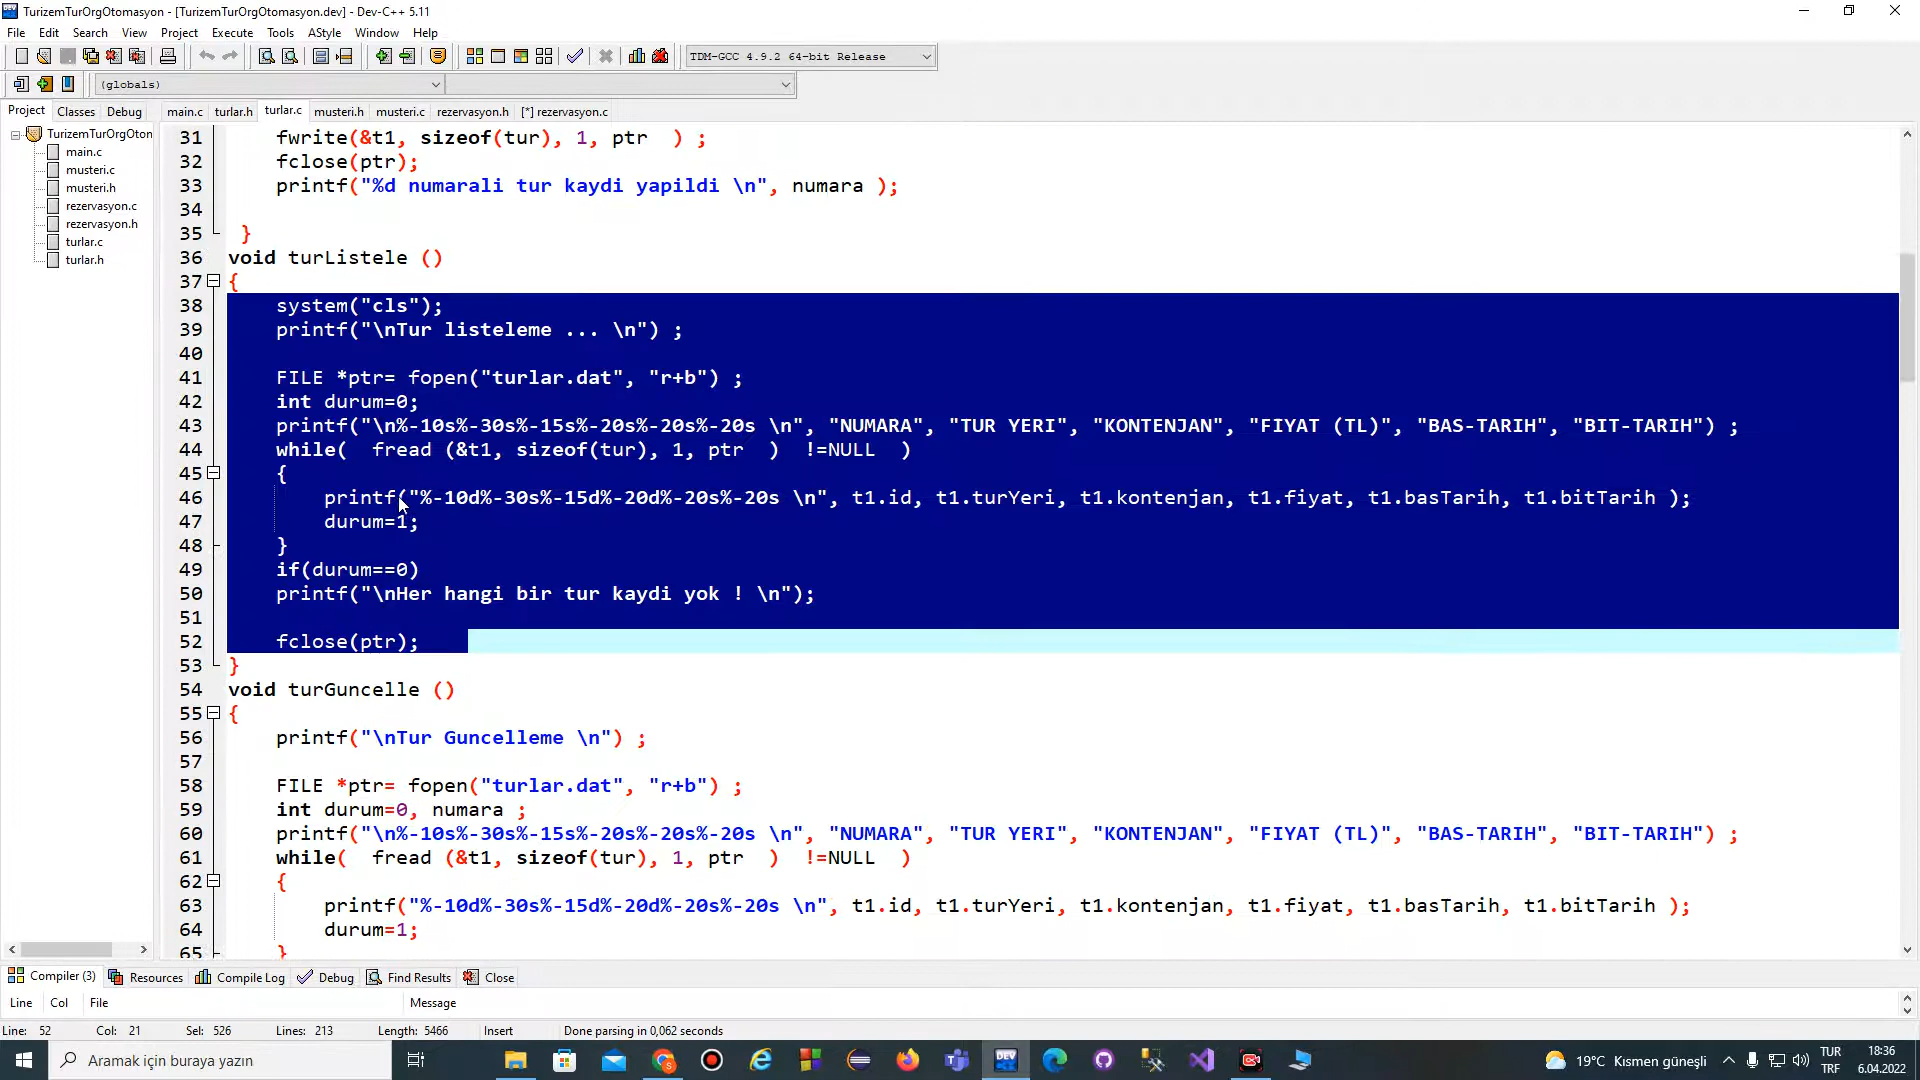 TurizemTurOrgOtomasyon - [TurizemTurOrgOtomasyon.dev] - Dev-C++ 5.11
File Edit Search View Project Execute Tools AStyle Window Help
TDM-GCC 4.9.2 64-bit Release
(globals)
Project Classes Debug
main.c turlar.h turlar.c musteri.h musteri.c rezervasyon.h [*] rezervasyon.c
TurizemTurOrgOton
main.c
musteri.c
musteri.h
rezervasyon.c
rezervasyon.h
turlar.c
turlar.h
31 fwrite(&t1, sizeof(tur), 1, ptr  ) ;
32 fclose(ptr);
33 printf("%d numarali tur kaydi yapildi \n", numara );
34
35 }
36 void turListele ()
37 {
38 system("cls");
39 printf("\nTur listeleme ... \n") ;
40
41 FILE *ptr= fopen("turlar.dat", "r+b") ;
42 int durum=0;
43 printf("\n%-10s%-30s%-15s%-20s%-20s%-20s \n", "NUMARA", "TUR YERI", "KONTENJAN", "FIYAT (TL)", "BAS-TARIH", "BIT-TARIH") ;
44 while(  fread (&t1, sizeof(tur), 1, ptr  )  !=NULL  )
45 {
46 printf("%-10d%-30s%-15d%-20d%-20s%-20s \n", t1.id, t1.turYeri, t1.kontenjan, t1.fiyat, t1.basTarih, t1.bitTarih );
47 durum=1;
48 }
49 if(durum==0)
50 printf("\nHer hangi bir tur kaydi yok ! \n");
51
52 fclose(ptr);
53 }
54 void turGuncelle ()
55 {
56 printf("\nTur Guncelleme \n") ;
57
58 FILE *ptr= fopen("turlar.dat", "r+b") ;
59 int durum=0, numara ;
60 printf("\n%-10s%-30s%-15s%-20s%-20s%-20s \n", "NUMARA", "TUR YERI", "KONTENJAN", "FIYAT (TL)", "BAS-TARIH", "BIT-TARIH") ;
61 while(  fread (&t1, sizeof(tur), 1, ptr  )  !=NULL  )
62 {
63 printf("%-10d%-30s%-15d%-20d%-20s%-20s \n", t1.id, t1.turYeri, t1.kontenjan, t1.fiyat, t1.basTarih, t1.bitTarih );
64 durum=1;
65 }
Compiler (3) Resources Compile Log Debug Find Results Close
Line Col File Message
Line: 52 Col: 21 Sel: 526 Lines: 213 Length: 5466 Insert Done parsing in 0,062 seconds
Aramak için buraya yazın
19°C Kısmen güneşli
TUR
TRF
18:36
6.04.2022